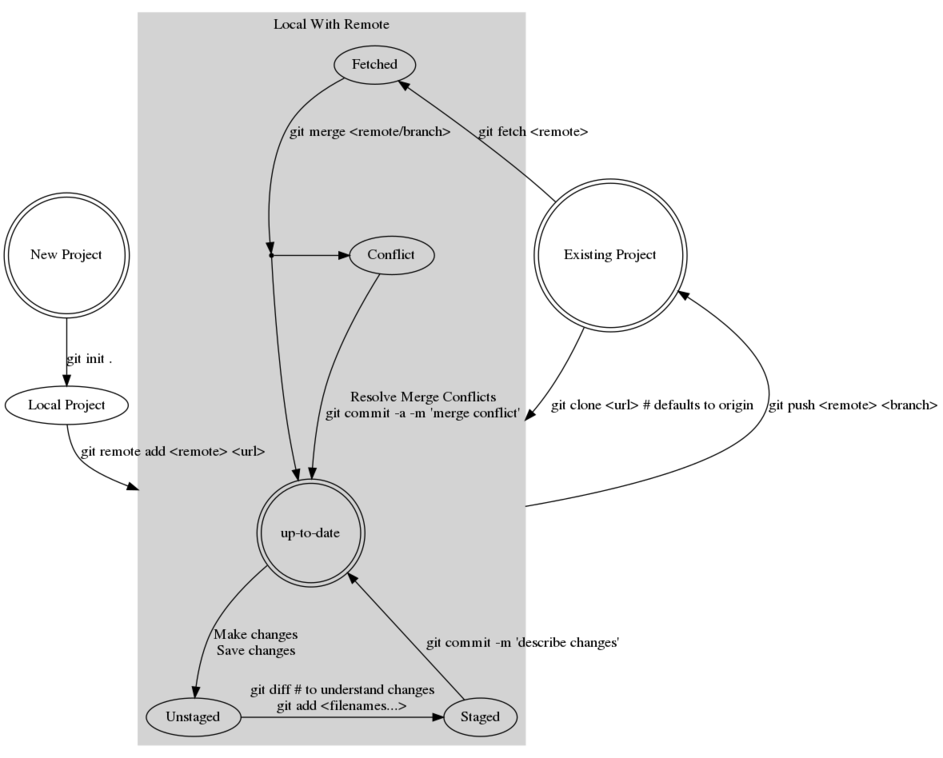 Local With Remote
Fetched
git merge <remote/branch>
git fetch <remote>
New Project
Conflict
Existing Project
git init .
Local Project
Resolve Merge Conflicts
git commit -a -m 'merge conflict'
git clone <url> # defaults to origin
git push <remote> <branch>
git remote add <remote> <url>
up-to-date
Make changes
Save changes
git commit -m 'describe changes'
git diff # to understand changes
git add <filenames...>
Unstaged
Staged